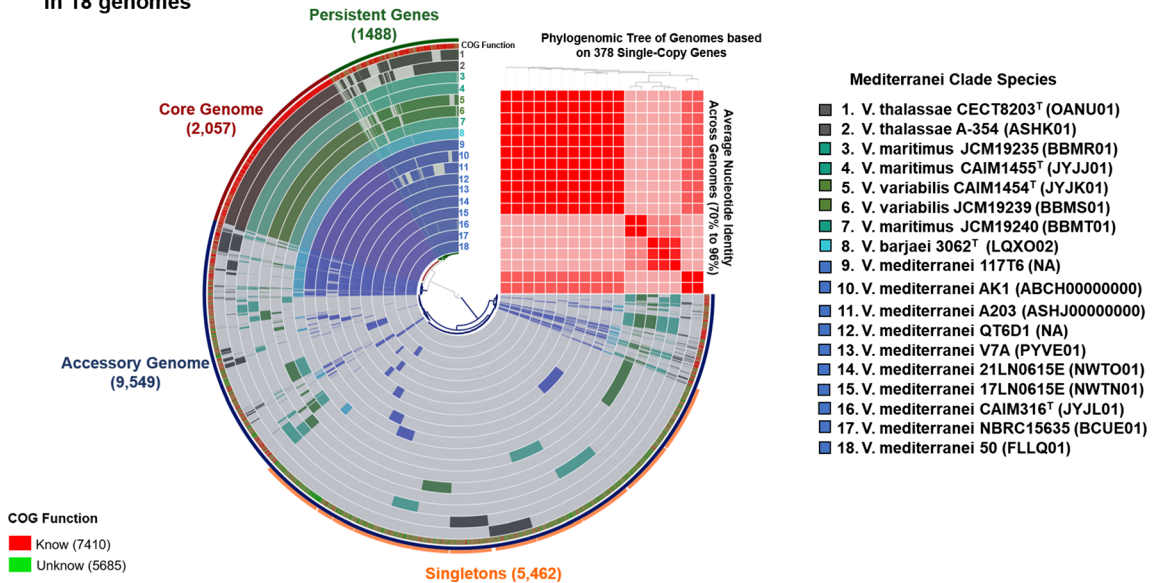 in 18 genomes
Persistent Genes
(1488)
COG Function
1
2
3
4
5
6
7
8
9
10
11
12
13
14
15
16
17
18
Core Genome
(2,057)
Accessory Genome
(9,549)
Singletons (5,462)
Phylogenomic Tree of Genomes based
on 378 Single-Copy Genes
Average Nucleotide Identity
Across Genomes (70% to 96%)
Mediterranei Clade Species
1. V. thalassae CECT8203ᵀ (OANU01)
2. V. thalassae A-354 (ASHK01)
3. V. maritimus JCM19235 (BBMR01)
4. V. maritimus CAIM1455ᵀ (JYJJ01)
5. V. variabilis CAIM1454ᵀ (JYJK01)
6. V. variabilis JCM19239 (BBMS01)
7. V. maritimus JCM19240 (BBMT01)
8. V. barjaei 3062ᵀ (LQXO02)
9. V. mediterranei 117T6 (NA)
10. V. mediterranei AK1 (ABCH00000000)
11. V. mediterranei A203 (ASHJ00000000)
12. V. mediterranei QT6D1 (NA)
13. V. mediterranei V7A (PYVE01)
14. V. mediterranei 21LN0615E (NWTO01)
15. V. mediterranei 17LN0615E (NWTN01)
16. V. mediterranei CAIM316ᵀ (JYJL01)
17. V. mediterranei NBRC15635 (BCUE01)
18. V. mediterranei 50 (FLLQ01)
COG Function
Know (7410)
Unknow (5685)